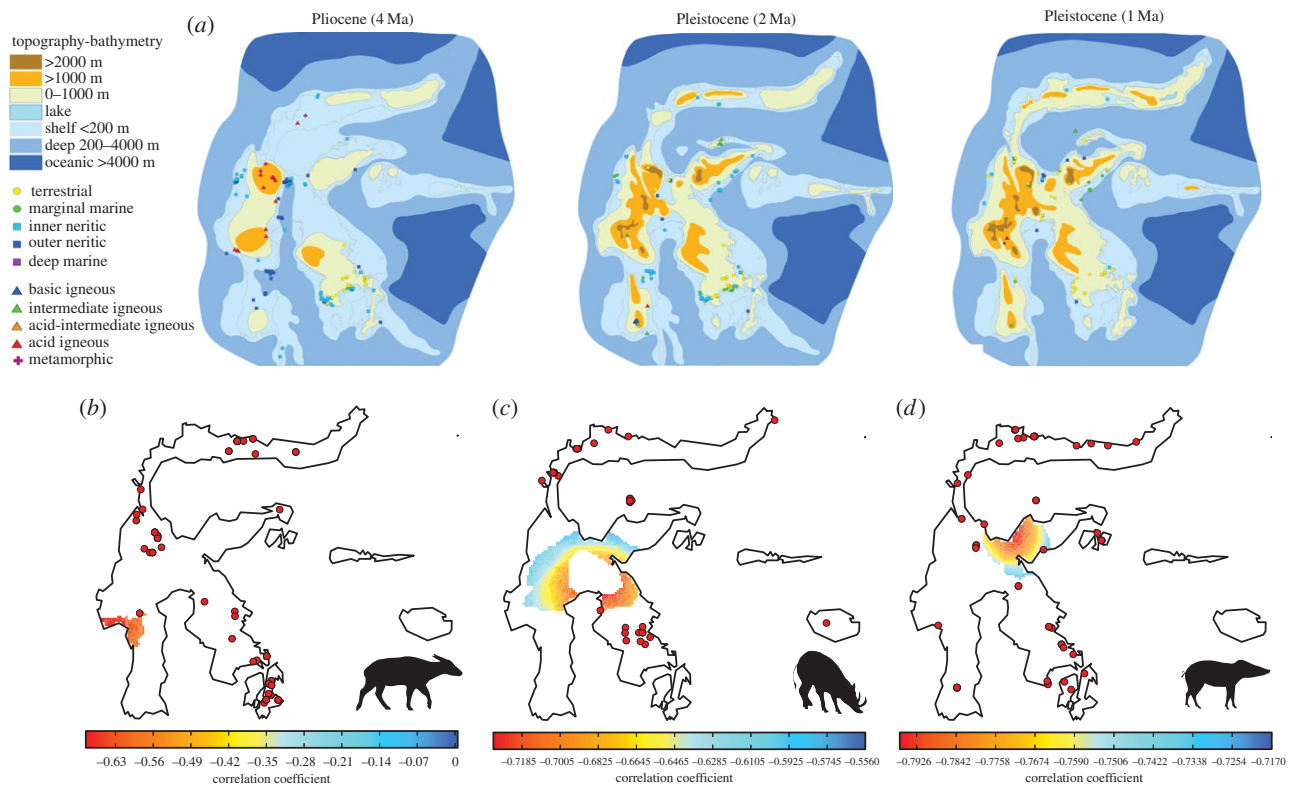 (a)
Pliocene (4 Ma)
Pleistocene (2 Ma)
Pleistocene (1 Ma)
topography-bathymetry
>2000 m
>1000 m
0–1000 m
lake
shelf <200 m
deep 200–4000 m
oceanic >4000 m
terrestrial
marginal marine
inner neritic
outer neritic
deep marine
basic igneous
intermediate igneous
acid-intermediate igneous
acid igneous
metamorphic
(b)
(c)
(d)
–0.63 –0.56 –0.49 –0.42 –0.35 –0.28 –0.21 –0.14 –0.07 0
correlation coefficient
–0.7185 –0.7005 –0.6825 –0.6645 –0.6465 –0.6285 –0.6105 –0.5925 –0.5745 –0.5560
correlation coefficient
–0.7926 –0.7842 –0.7758 –0.7674 –0.7590 –0.7506 –0.7422 –0.7338 –0.7254 –0.7170
correlation coefficient